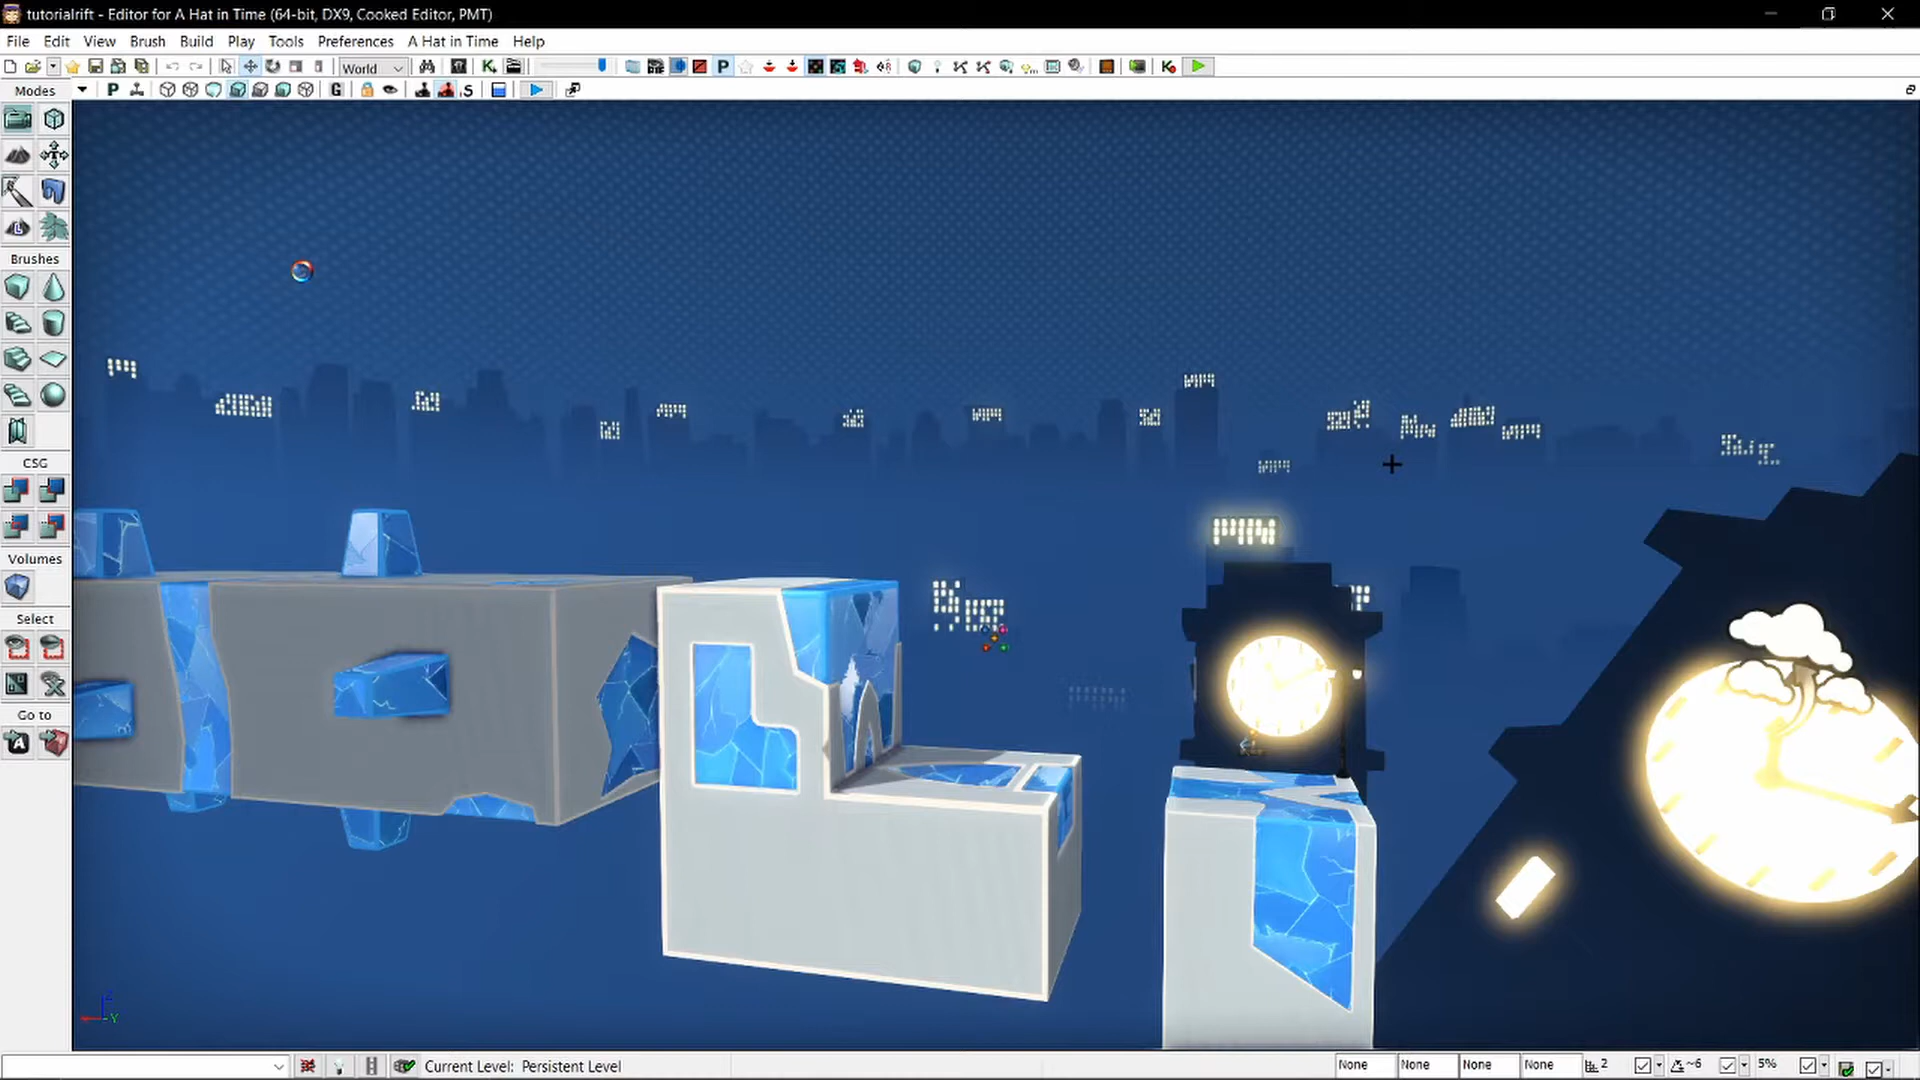 tutorialrift - Editor for A Hat in Time (64-bit, DX9, Cooked Editor, PMT)
File Edit View Brush Build Play Tools Preferences A Hat in Time Help
World
P
Modes
P
G
S
Brushes
CSG
Volumes
Select
Go to
Z
Y
Current Level: Persistent Level
None None None None 2 ~6 5%